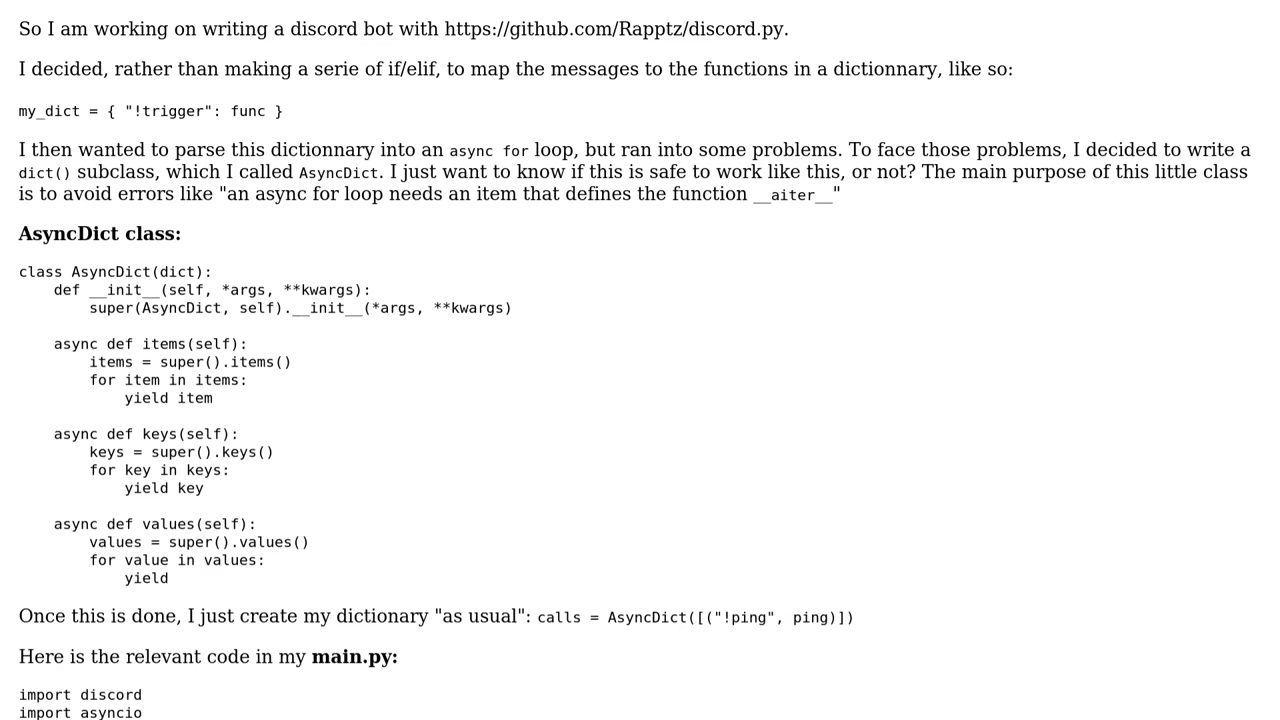 So I am working on writing a discord bot with https://github.com/Rapptz/discord.py.
I decided, rather than making a serie of if/elif, to map the messages to the functions in a dictionnary, like so:
my_dict = { "!trigger": func }
I then wanted to parse this dictionnary into an async for loop, but ran into some problems. To face those problems, I decided to write a
dict() subclass, which I called AsyncDict. I just want to know if this is safe to work like this, or not? The main purpose of this little class
is to avoid errors like "an async for loop needs an item that defines the function __aiter__"
AsyncDict class:
class AsyncDict(dict):
    def __init__(self, *args, **kwargs):
        super(AsyncDict, self).__init__(*args, **kwargs)
    async def items(self):
        items = super().items()
        for item in items:
            yield item
    async def keys(self):
        keys = super().keys()
        for key in keys:
            yield key
    async def values(self):
        values = super().values()
        for value in values:
            yield
Once this is done, I just create my dictionary "as usual": calls = AsyncDict([("!ping", ping)])
Here is the relevant code in my main.py:
import discord
import asyncio